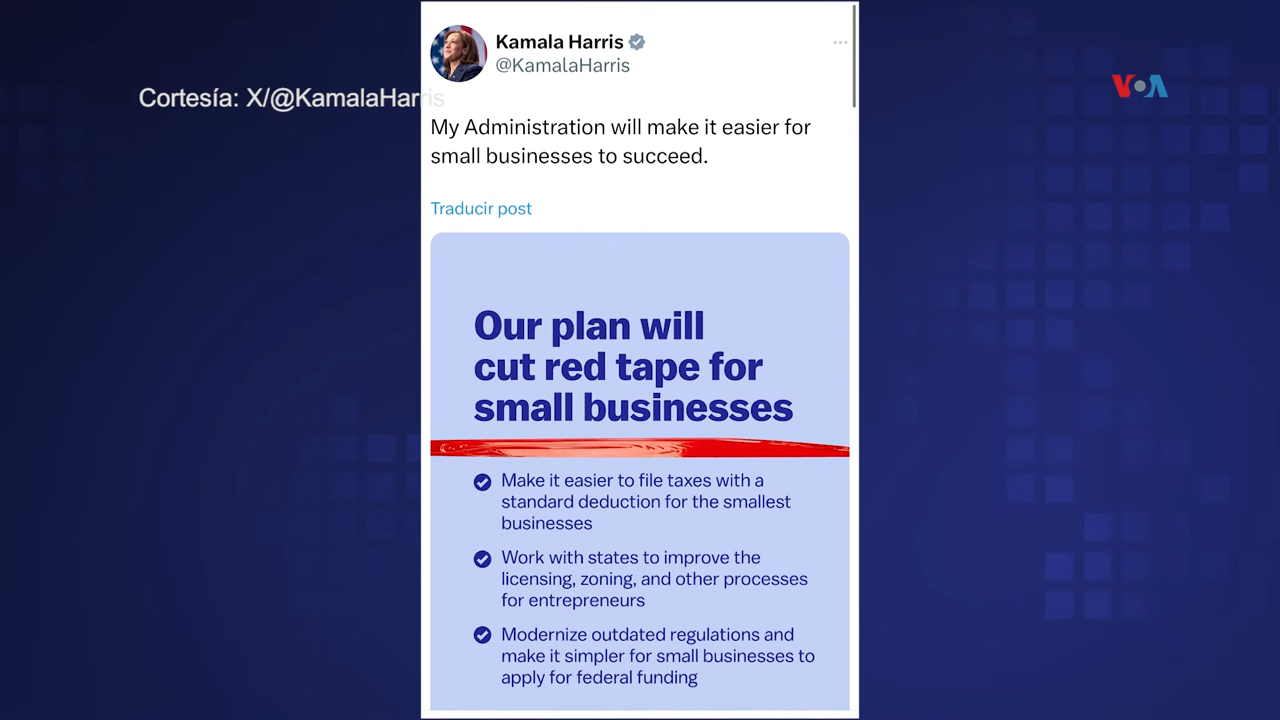 Kamala Harris
@KamalaHarris
Cortesía: X/@KamalaHarris
VOA
My Administration will make it easier for
small businesses to succeed.
Traducir post
Our plan will
cut red tape for
small businesses
Make it easier to file taxes with a
standard deduction for the smallest
businesses
Work with states to improve the
licensing, zoning, and other processes
for entrepreneurs
Modernize outdated regulations and
make it simpler for small businesses to
apply for federal funding